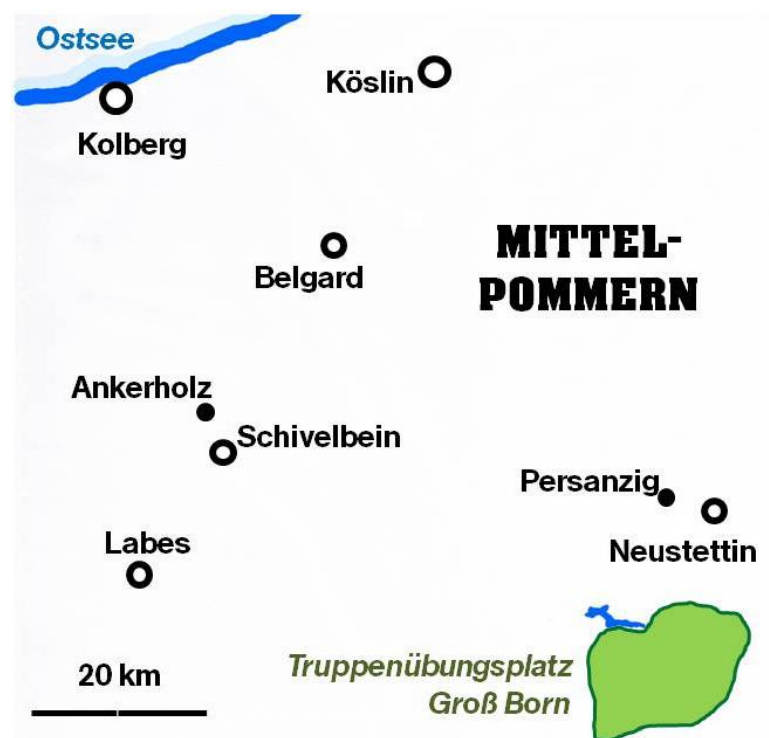 Ostsee
Köslin
Kolberg
MITTEL-
POMMERN
Belgard
Ankerholz
Schivelbein
Persanzig
Labes
Neustettin
20 km
Truppenübungsplatz
Groß Born